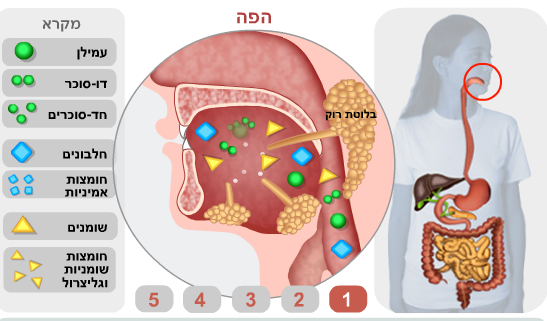 הפה
מקרא
עמילן
דו-סוכר
חד-סוכרים
חלבונים
חומצות
אמיניות
שומנים
חומצות
שומניות
וגליצרול
בלוטת רוק
5 4 3 2 1